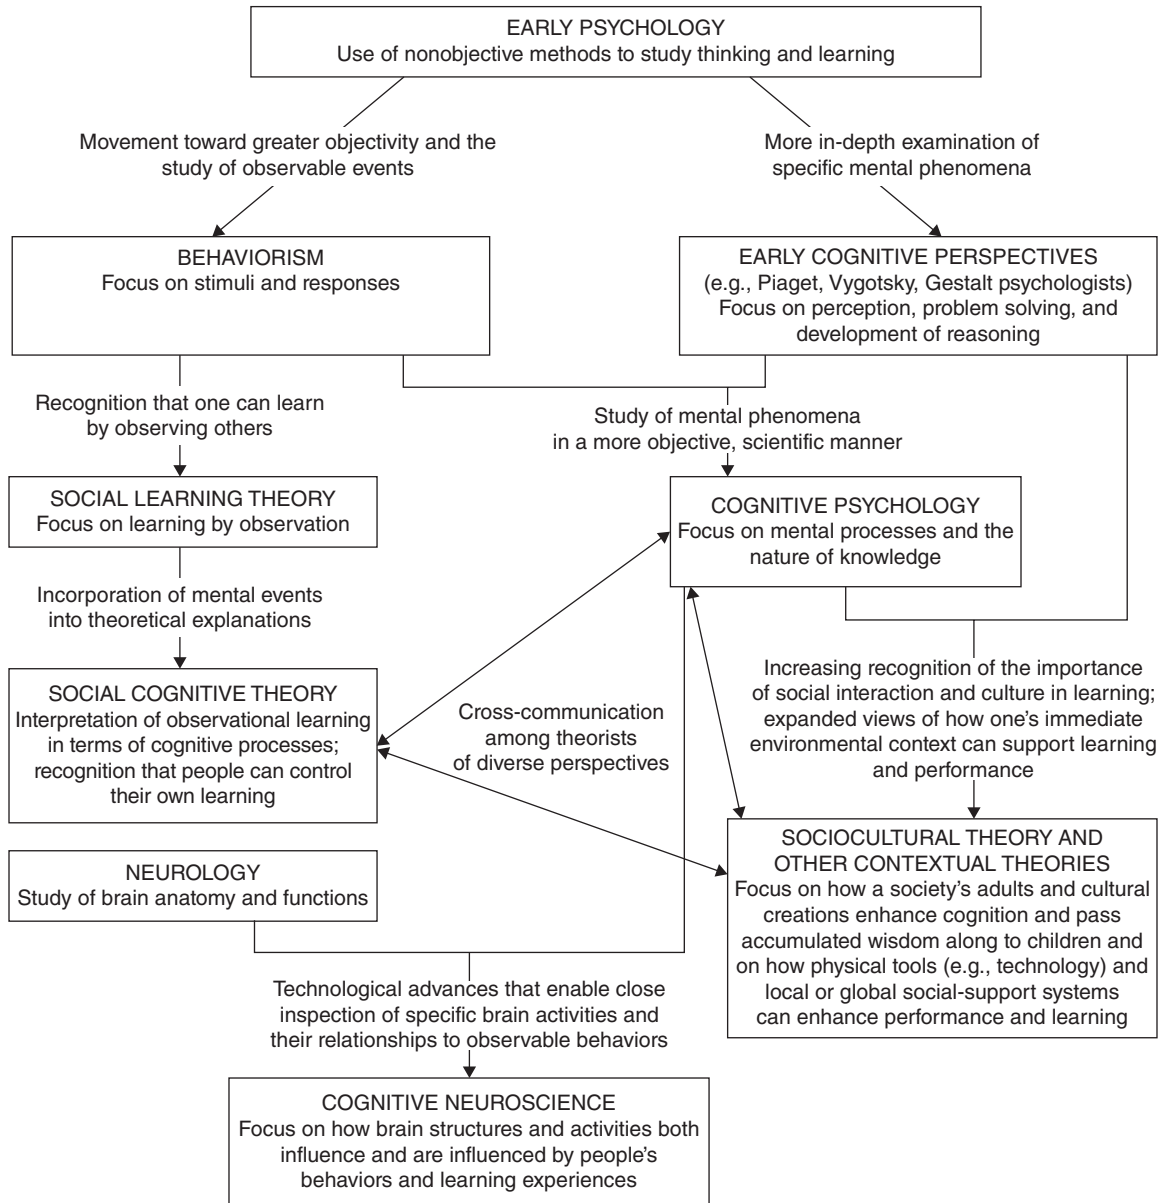 EARLY PSYCHOLOGY
Use of nonobjective methods to study thinking and learning
Movement toward greater objectivity and the
study of observable events
More in-depth examination of
specific mental phenomena
BEHAVIORISM
Focus on stimuli and responses
EARLY COGNITIVE PERSPECTIVES
(e.g., Piaget, Vygotsky, Gestalt psychologists)
Focus on perception, problem solving, and
development of reasoning
Recognition that one can learn
by observing others
Study of mental phenomena
in a more objective, scientific manner
SOCIAL LEARNING THEORY
Focus on learning by observation
COGNITIVE PSYCHOLOGY
Focus on mental processes and the
nature of knowledge
Incorporation of mental events
into theoretical explanations
Increasing recognition of the importance
of social interaction and culture in learning;
expanded views of how one’s immediate
environmental context can support learning
and performance
SOCIAL COGNITIVE THEORY
Interpretation of observational learning
in terms of cognitive processes;
recognition that people can control
their own learning
Cross-communication
among theorists
of diverse perspectives
SOCIOCULTURAL THEORY AND
OTHER CONTEXTUAL THEORIES
Focus on how a society’s adults and cultural
creations enhance cognition and pass
accumulated wisdom along to children and
on how physical tools (e.g., technology) and
local or global social-support systems
can enhance performance and learning
NEUROLOGY
Study of brain anatomy and functions
Technological advances that enable close
inspection of specific brain activities and
their relationships to observable behaviors
COGNITIVE NEUROSCIENCE
Focus on how brain structures and activities both
influence and are influenced by people’s
behaviors and learning experiences